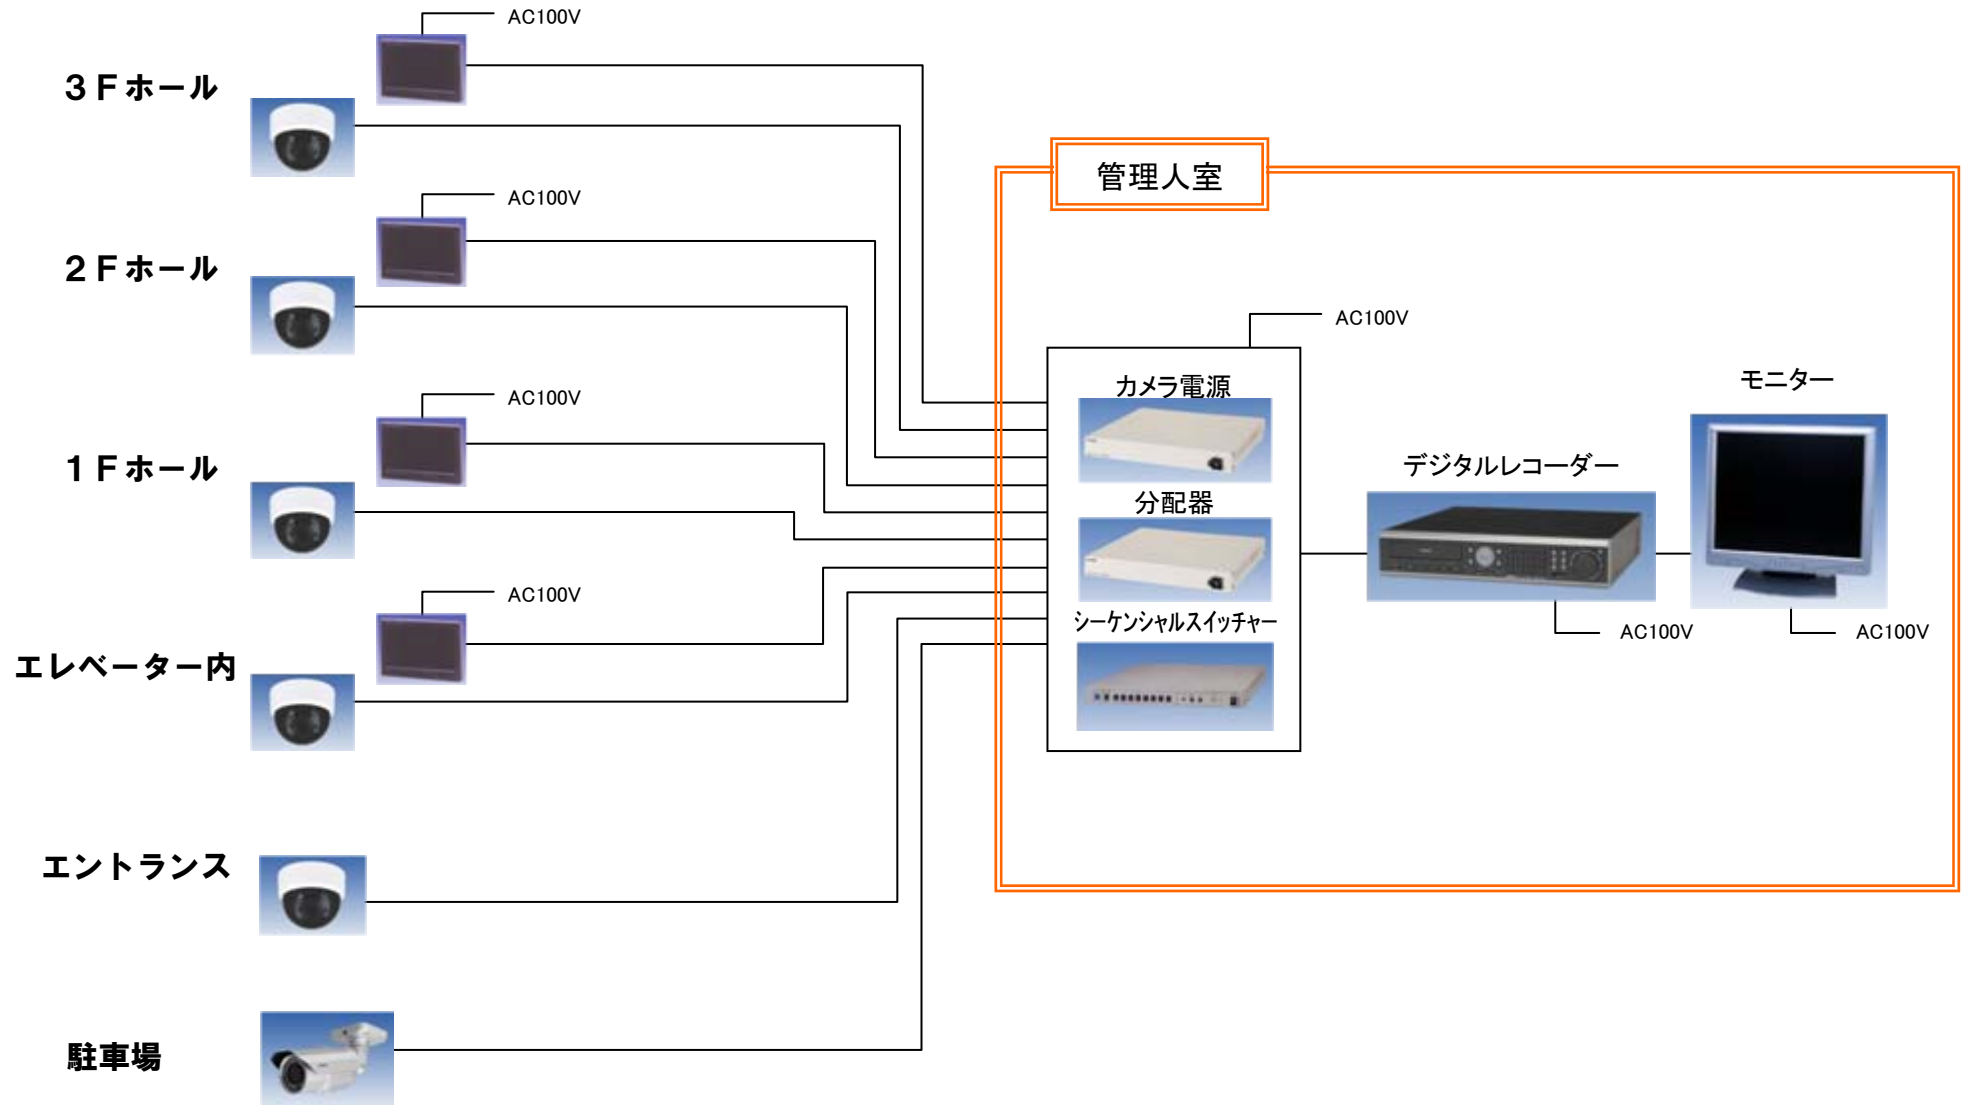 AC100V
３Ｆホール
管理人室
AC100V
２Ｆホール
AC100V
カメラ電源
モニター
AC100V
１Ｆホール
デジタルレコーダー
分配器
AC100V
シーケンシャルスイッチャー
AC100V
AC100V
エレベーター内
エントランス
駐車場